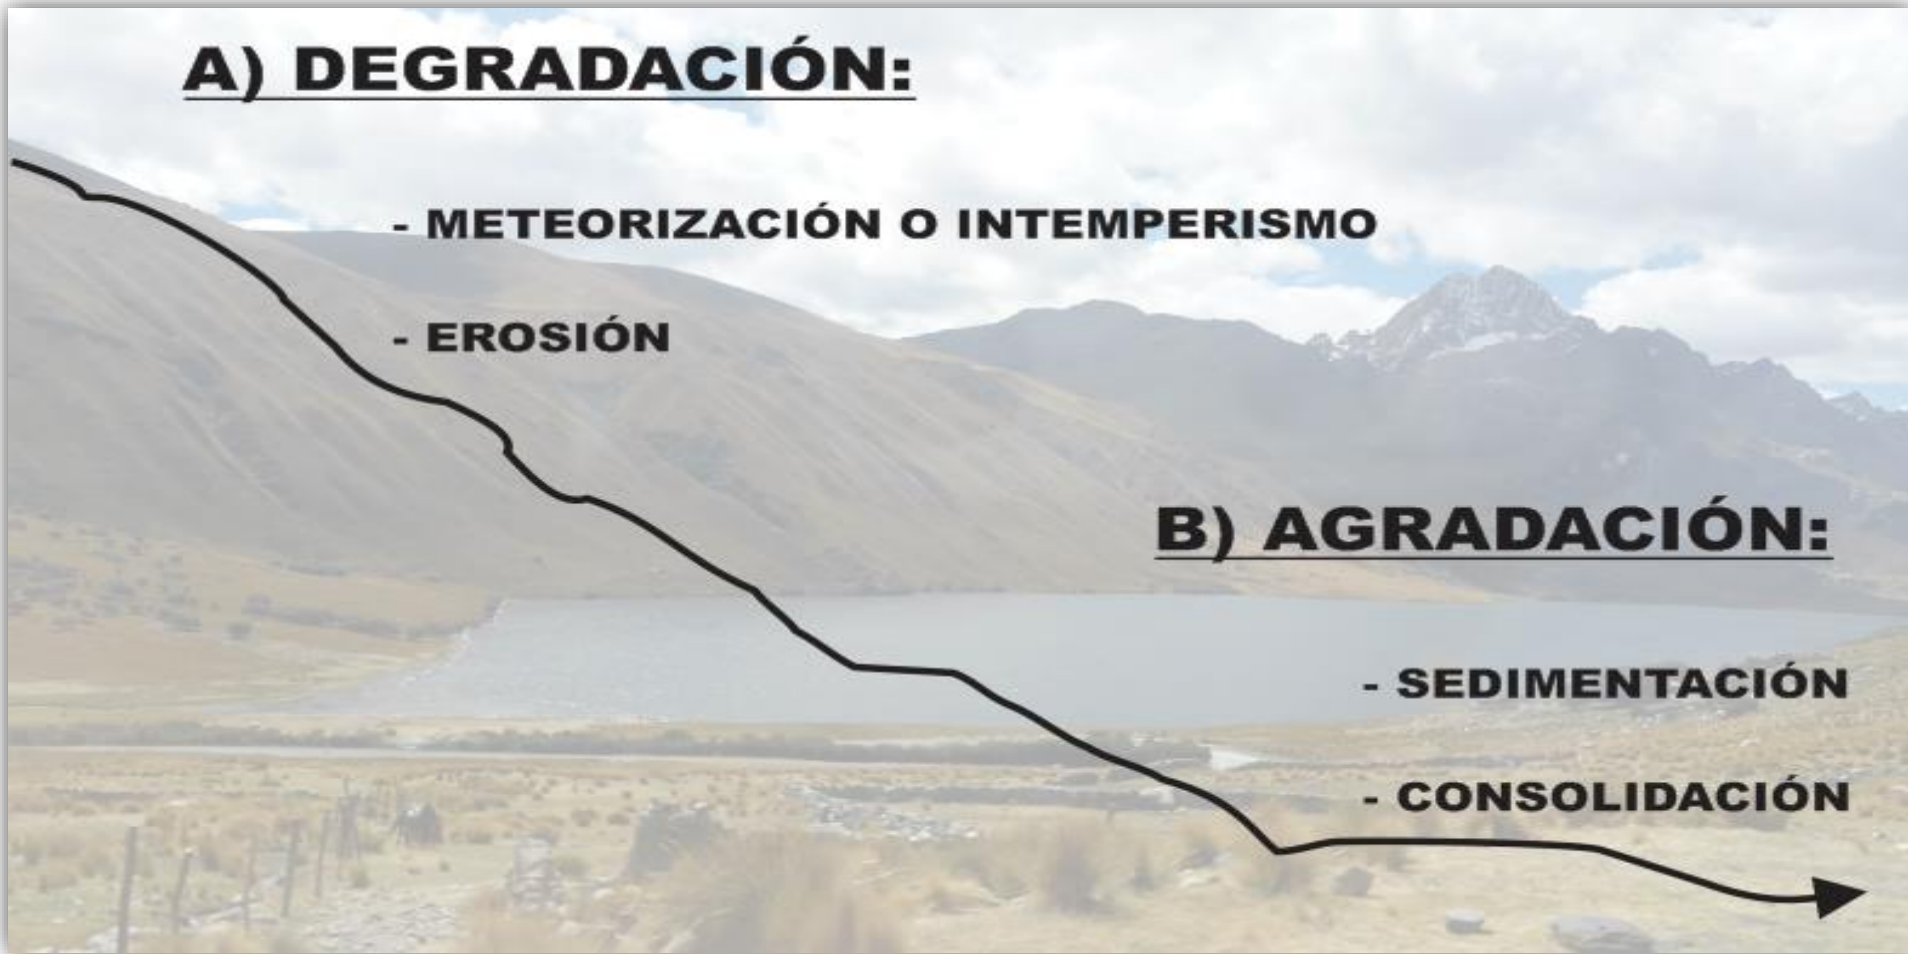 A) DEGRADACIÓN:
- METEORIZACIÓN O INTEMPERISMO
- EROSIÓN
B) AGRADACIÓN:
- SEDIMENTACIÓN
- CONSOLIDACIÓN